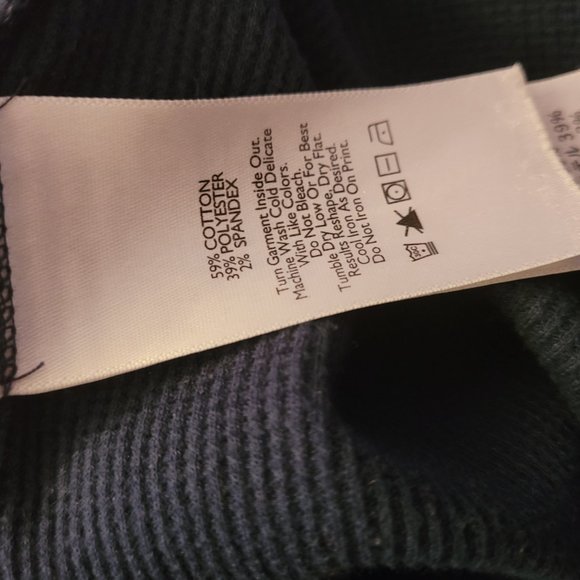 59% COTTON
39% POLYESTER
2% SPANDEX
Turn Garment Inside Out.
Machine Wash Cold Delicate
With Like Colors.
Do Not Bleach.
Tumble Dry Low, Or For Best
Results Reshape, Dry Flat.
Cool Iron As Desired.
Do Not Iron On Print.
39%